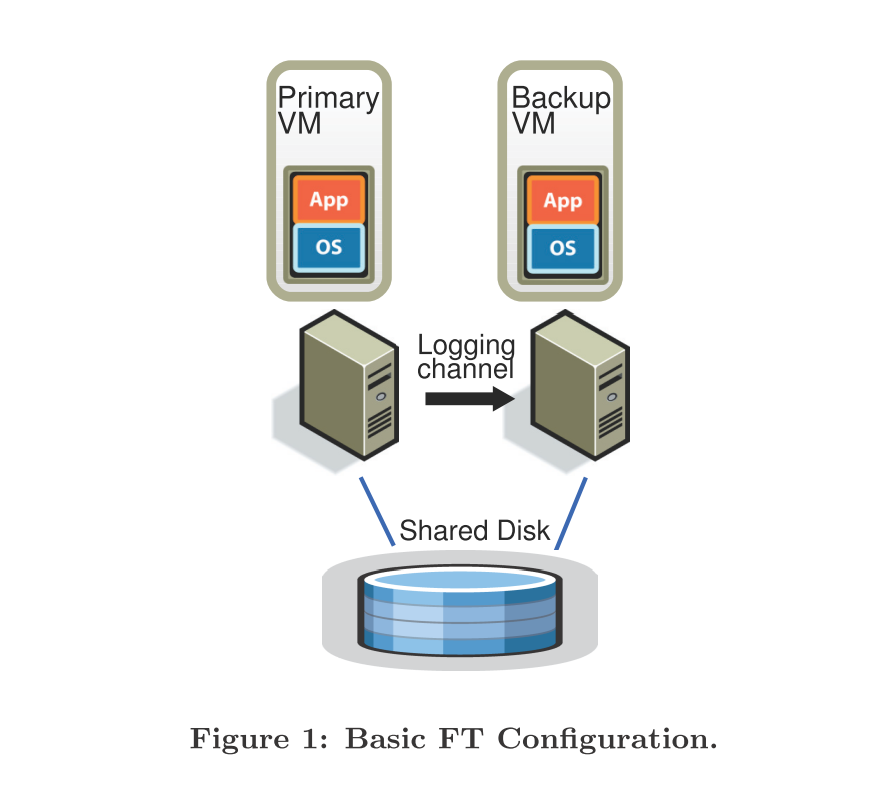 Primary
VM
Backup
VM
App
OS
App
OS
Logging
channel
Shared Disk
Figure 1: Basic FT Configuration.